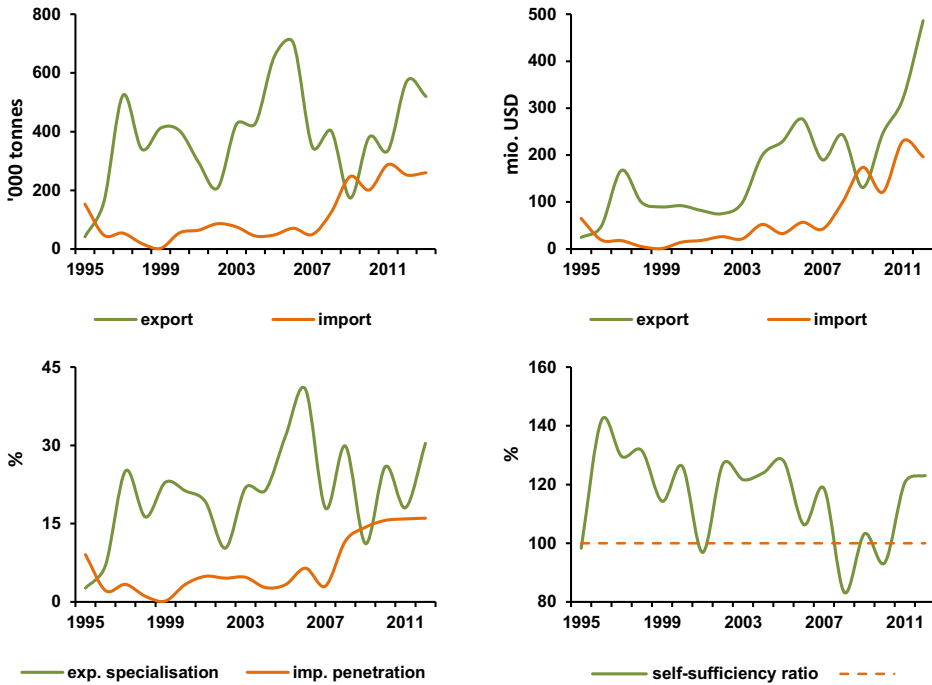 800
600
400
200
0
'000 tonnes
1995 1999 2003 2007 2011
export import
500
400
300
200
100
0
mio. USD
1995 1999 2003 2007 2011
export import
45
30
15
0
%
1995 1999 2003 2007 2011
exp. specialisation imp. penetration
160
140
120
100
80
%
1995 1999 2003 2007 2011
self-sufficiency ratio